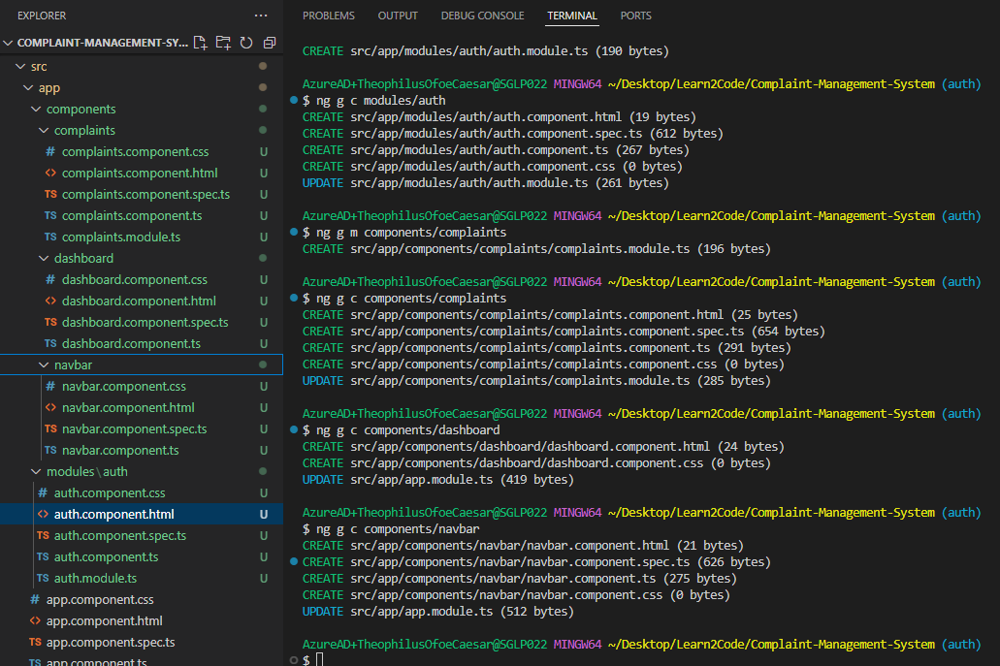 EXPLORER
COMPLAINT-MANAGEMENT-SY...
src
app
components
complaints
# complaints.component.css U
<> complaints.component.html U
TS complaints.component.spec.ts U
TS complaints.component.ts U
TS complaints.module.ts U
dashboard
# dashboard.component.css U
<> dashboard.component.html U
TS dashboard.component.spec.ts U
TS dashboard.component.ts U
navbar
# navbar.component.css U
<> navbar.component.html U
TS navbar.component.spec.ts U
TS navbar.component.ts U
modules\auth
# auth.component.css U
<> auth.component.html U
TS auth.component.spec.ts U
TS auth.component.ts U
TS auth.module.ts U
# app.component.css
<> app.component.html
TS app.component.spec.ts
TS app.component.ts
PROBLEMS OUTPUT DEBUG CONSOLE TERMINAL PORTS
CREATE src/app/modules/auth/auth.module.ts (190 bytes)
AzureAD+TheophilusOfoeCaesar@SGLP022 MINGW64 ~/Desktop/Learn2Code/Complaint-Management-System (auth)
$ ng g c modules/auth
CREATE src/app/modules/auth/auth.component.html (19 bytes)
CREATE src/app/modules/auth/auth.component.spec.ts (612 bytes)
CREATE src/app/modules/auth/auth.component.ts (267 bytes)
CREATE src/app/modules/auth/auth.component.css (0 bytes)
UPDATE src/app/modules/auth/auth.module.ts (261 bytes)
AzureAD+TheophilusOfoeCaesar@SGLP022 MINGW64 ~/Desktop/Learn2Code/Complaint-Management-System (auth)
$ ng g m components/complaints
CREATE src/app/components/complaints/complaints.module.ts (196 bytes)
AzureAD+TheophilusOfoeCaesar@SGLP022 MINGW64 ~/Desktop/Learn2Code/Complaint-Management-System (auth)
$ ng g c components/complaints
CREATE src/app/components/complaints/complaints.component.html (25 bytes)
CREATE src/app/components/complaints/complaints.component.spec.ts (654 bytes)
CREATE src/app/components/complaints/complaints.component.ts (291 bytes)
CREATE src/app/components/complaints/complaints.component.css (0 bytes)
UPDATE src/app/components/complaints/complaints.module.ts (285 bytes)
AzureAD+TheophilusOfoeCaesar@SGLP022 MINGW64 ~/Desktop/Learn2Code/Complaint-Management-System (auth)
$ ng g c components/dashboard
CREATE src/app/components/dashboard/dashboard.component.html (24 bytes)
CREATE src/app/components/dashboard/dashboard.component.css (0 bytes)
UPDATE src/app/app.module.ts (419 bytes)
AzureAD+TheophilusOfoeCaesar@SGLP022 MINGW64 ~/Desktop/Learn2Code/Complaint-Management-System (auth)
$ ng g c components/navbar
CREATE src/app/components/navbar/navbar.component.html (21 bytes)
CREATE src/app/components/navbar/navbar.component.spec.ts (626 bytes)
CREATE src/app/components/navbar/navbar.component.ts (275 bytes)
CREATE src/app/components/navbar/navbar.component.css (0 bytes)
UPDATE src/app/app.module.ts (512 bytes)
AzureAD+TheophilusOfoeCaesar@SGLP022 MINGW64 ~/Desktop/Learn2Code/Complaint-Management-System (auth)
$